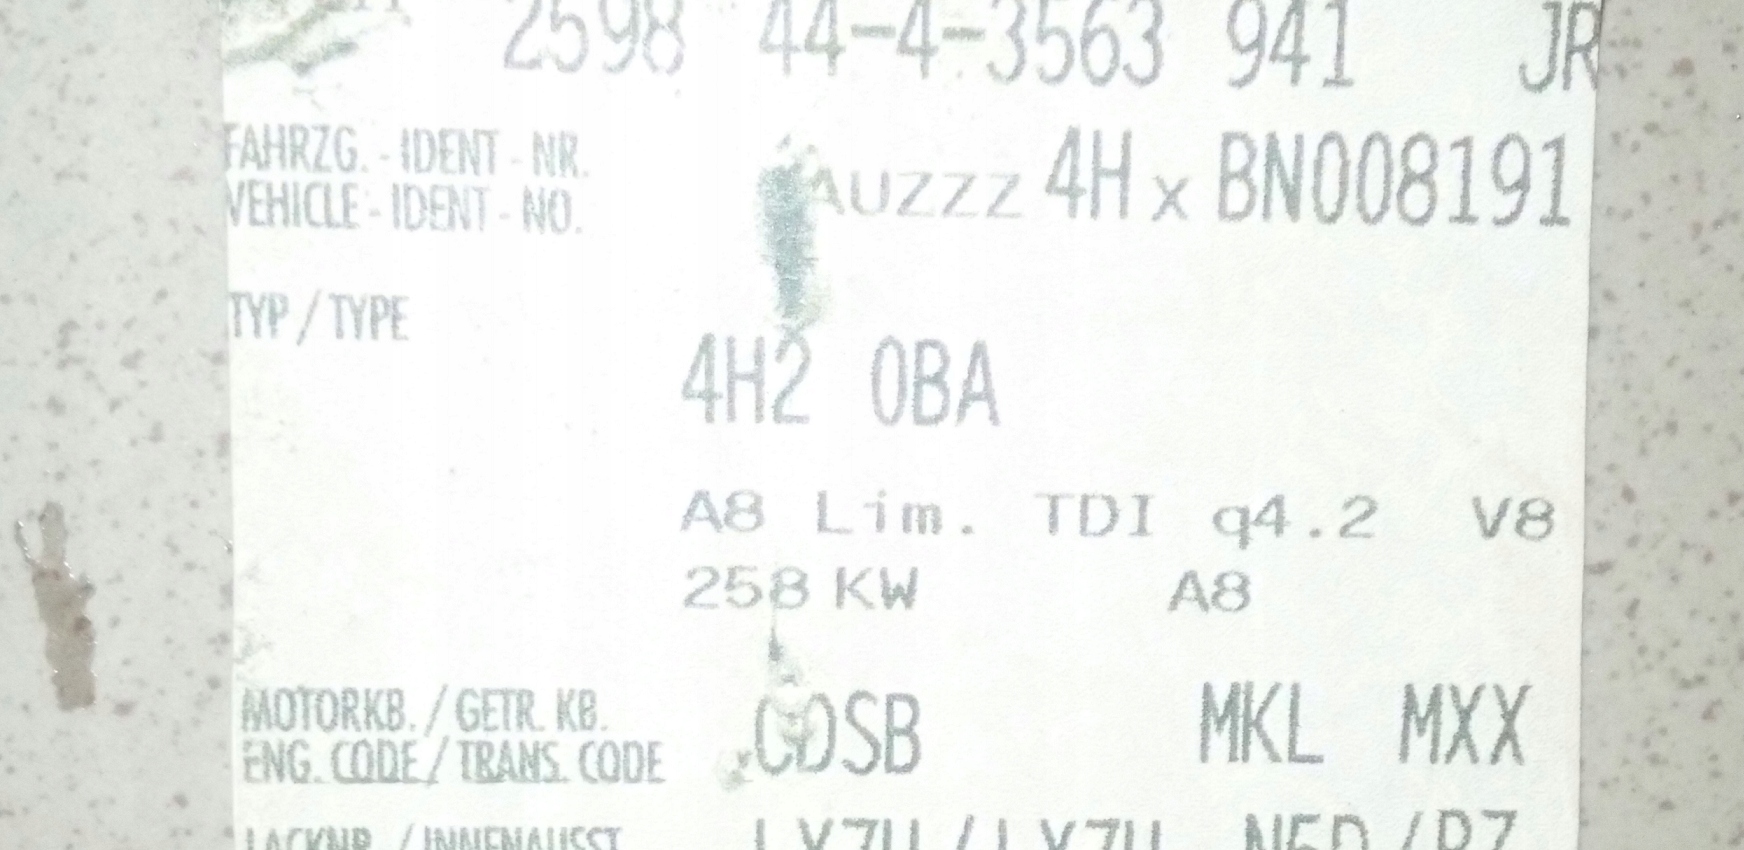 2598 44-4-3563 941 JR
FAHRZG. - IDENT - NR.
VEHICLE - IDENT - NO. AUZZZ 4H x BN008191
TYP / TYPE
4H2 0BA
A8 Lim. TDI q4.2 V8
258 KW A8
MOTORKB. / GETR. KB.
ENG. CODE / TRANS. CODE CDSB MKL MXX
LACKNR. / INNENAUSST